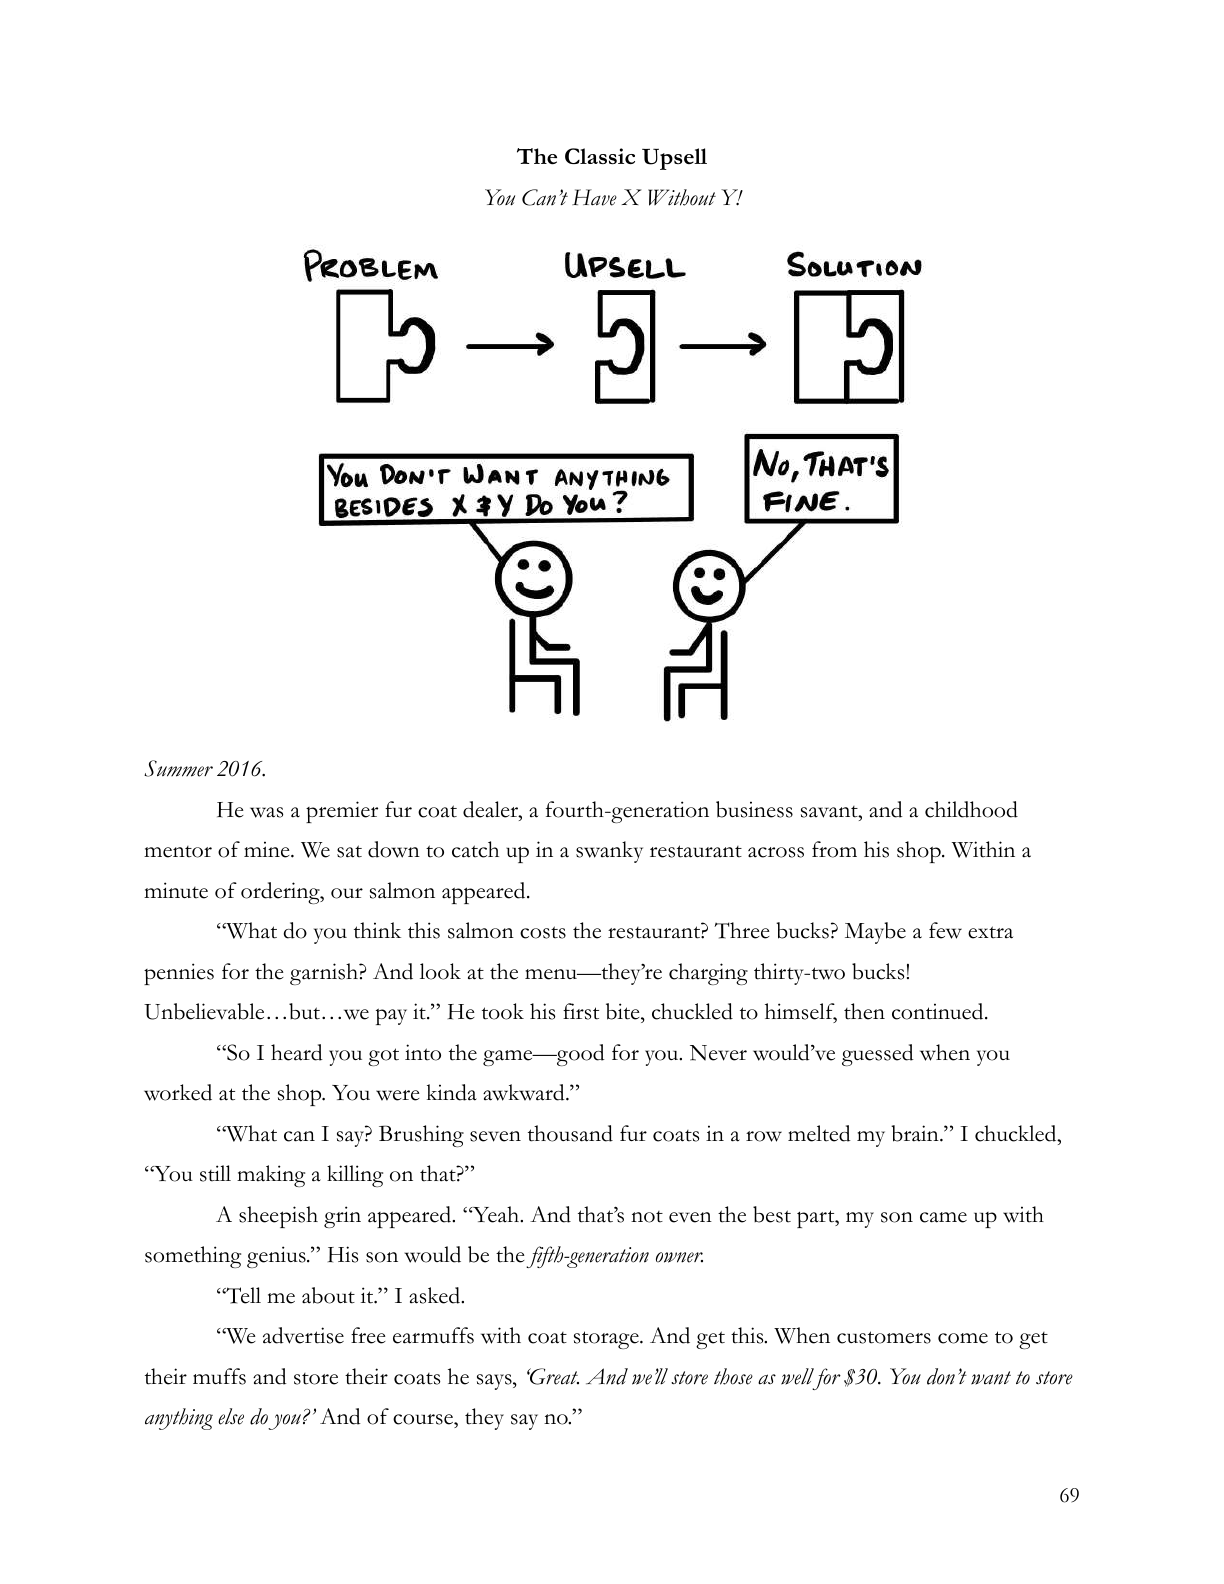 The Classic Upsell
You Can’t Have X Without Y!
PROBLEM
UPSELL
SOLUTION
YOU DON'T WANT ANYTHING
BESIDES X & Y DO YOU?
NO, THAT'S
FINE.
Summer 2016.
He was a premier fur coat dealer, a fourth-generation business savant, and a childhood
mentor of mine. We sat down to catch up in a swanky restaurant across from his shop. Within a
minute of ordering, our salmon appeared.
“What do you think this salmon costs the restaurant? Three bucks? Maybe a few extra
pennies for the garnish? And look at the menu—they’re charging thirty-two bucks!
Unbelievable…but…we pay it.” He took his first bite, chuckled to himself, then continued.
“So I heard you got into the game—good for you. Never would’ve guessed when you
worked at the shop. You were kinda awkward.”
“What can I say? Brushing seven thousand fur coats in a row melted my brain.” I chuckled,
“You still making a killing on that?”
A sheepish grin appeared. “Yeah. And that’s not even the best part, my son came up with
something genius.” His son would be the fifth-generation owner.
“Tell me about it.” I asked.
“We advertise free earmuffs with coat storage. And get this. When customers come to get
their muffs and store their coats he says, ‘Great. And we’ll store those as well for $30. You don’t want to store
anything else do you?’ And of course, they say no.”
69